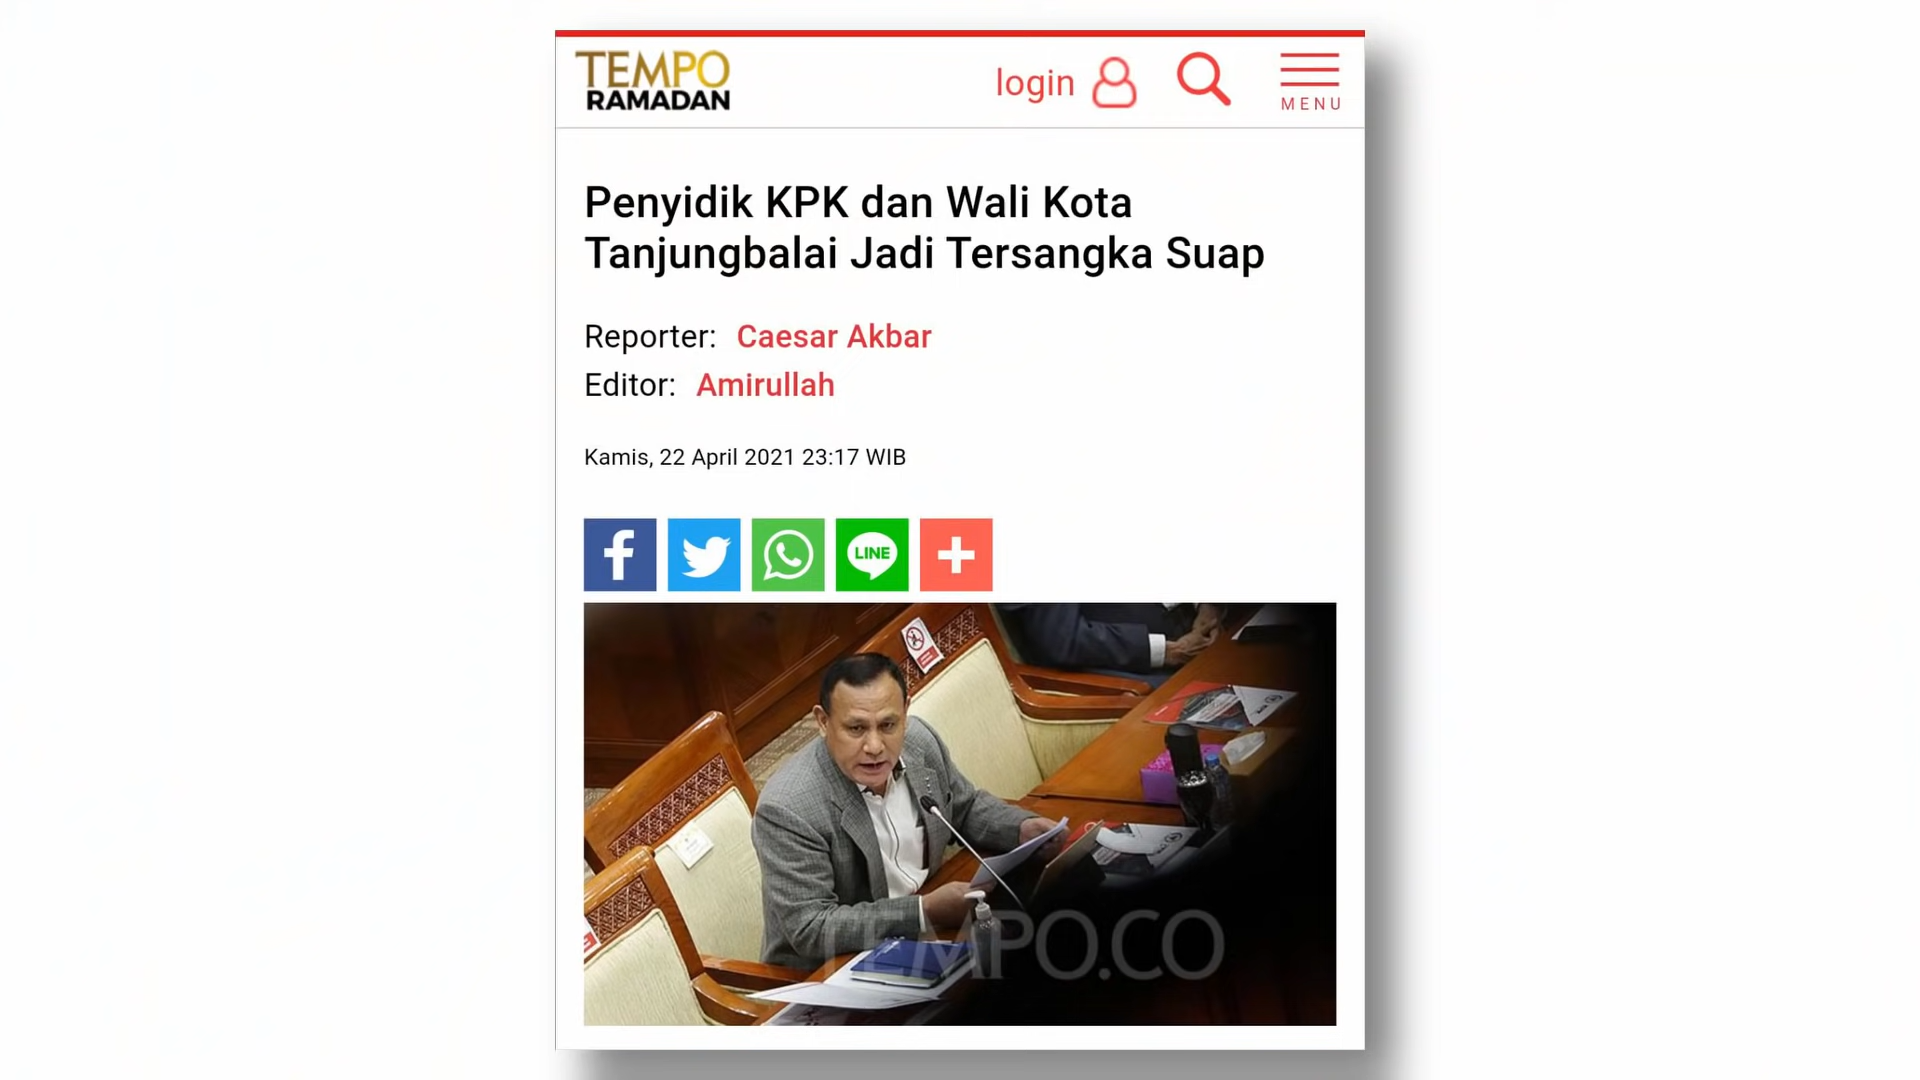 TEMPO
RAMADAN
login
MENU
Penyidik KPK dan Wali Kota
Tanjungbalai Jadi Tersangka Suap
Reporter: Caesar Akbar
Editor: Amirullah
Kamis, 22 April 2021 23:17 WIB
LINE
TEMPO.CO